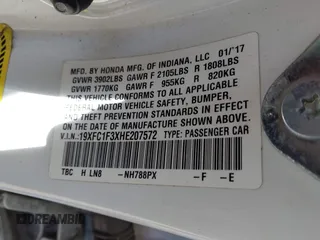 MFD. BY HONDA MFG. OF INDIANA, LLC 01/'17
GVWR 3902LBS GAWR F 2105LBS R 1808LBS
GVWR 1770KG GAWR F 955KG R 820KG
THIS VEHICLE CONFORMS TO ALL APPLICABLE
FEDERAL MOTOR VEHICLE SAFETY, BUMPER,
AND THEFT PREVENTION STANDARDS IN EFFECT
ON THE DATE OF MANUFACTURE SHOWN ABOVE.
V.I.N.: 19XFC1F3XHE207572 TYPE: PASSENGER CAR
TBC H LN8 -NH788PX -F -E
DREAMBID